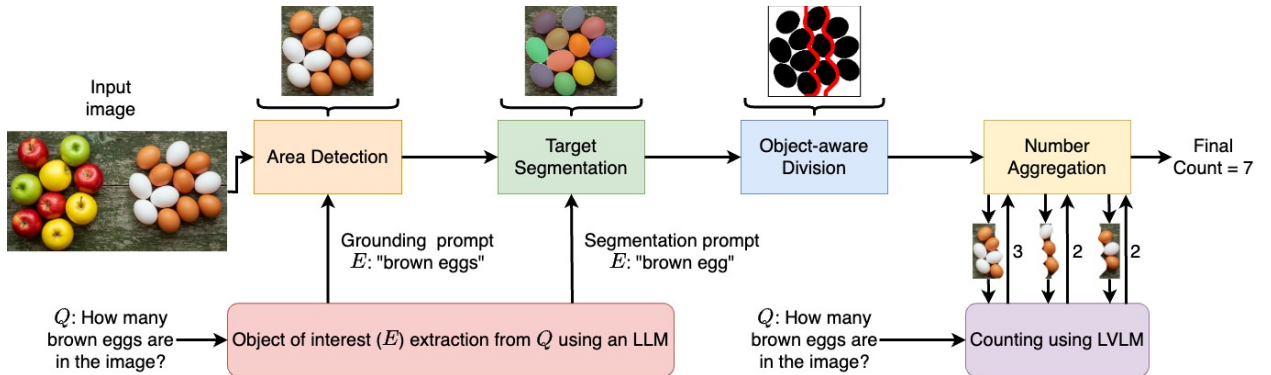 Input
image
Area Detection
Target
Segmentation
Object-aware
Division
Number
Aggregation
Final
Count = 7
Grounding prompt
E: "brown eggs"
Segmentation prompt
E: "brown egg"
3
2
2
Q: How many
brown eggs are
in the image?
Object of interest (E) extraction from Q using an LLM
Q: How many
brown eggs are
in the image?
Counting using LVLM